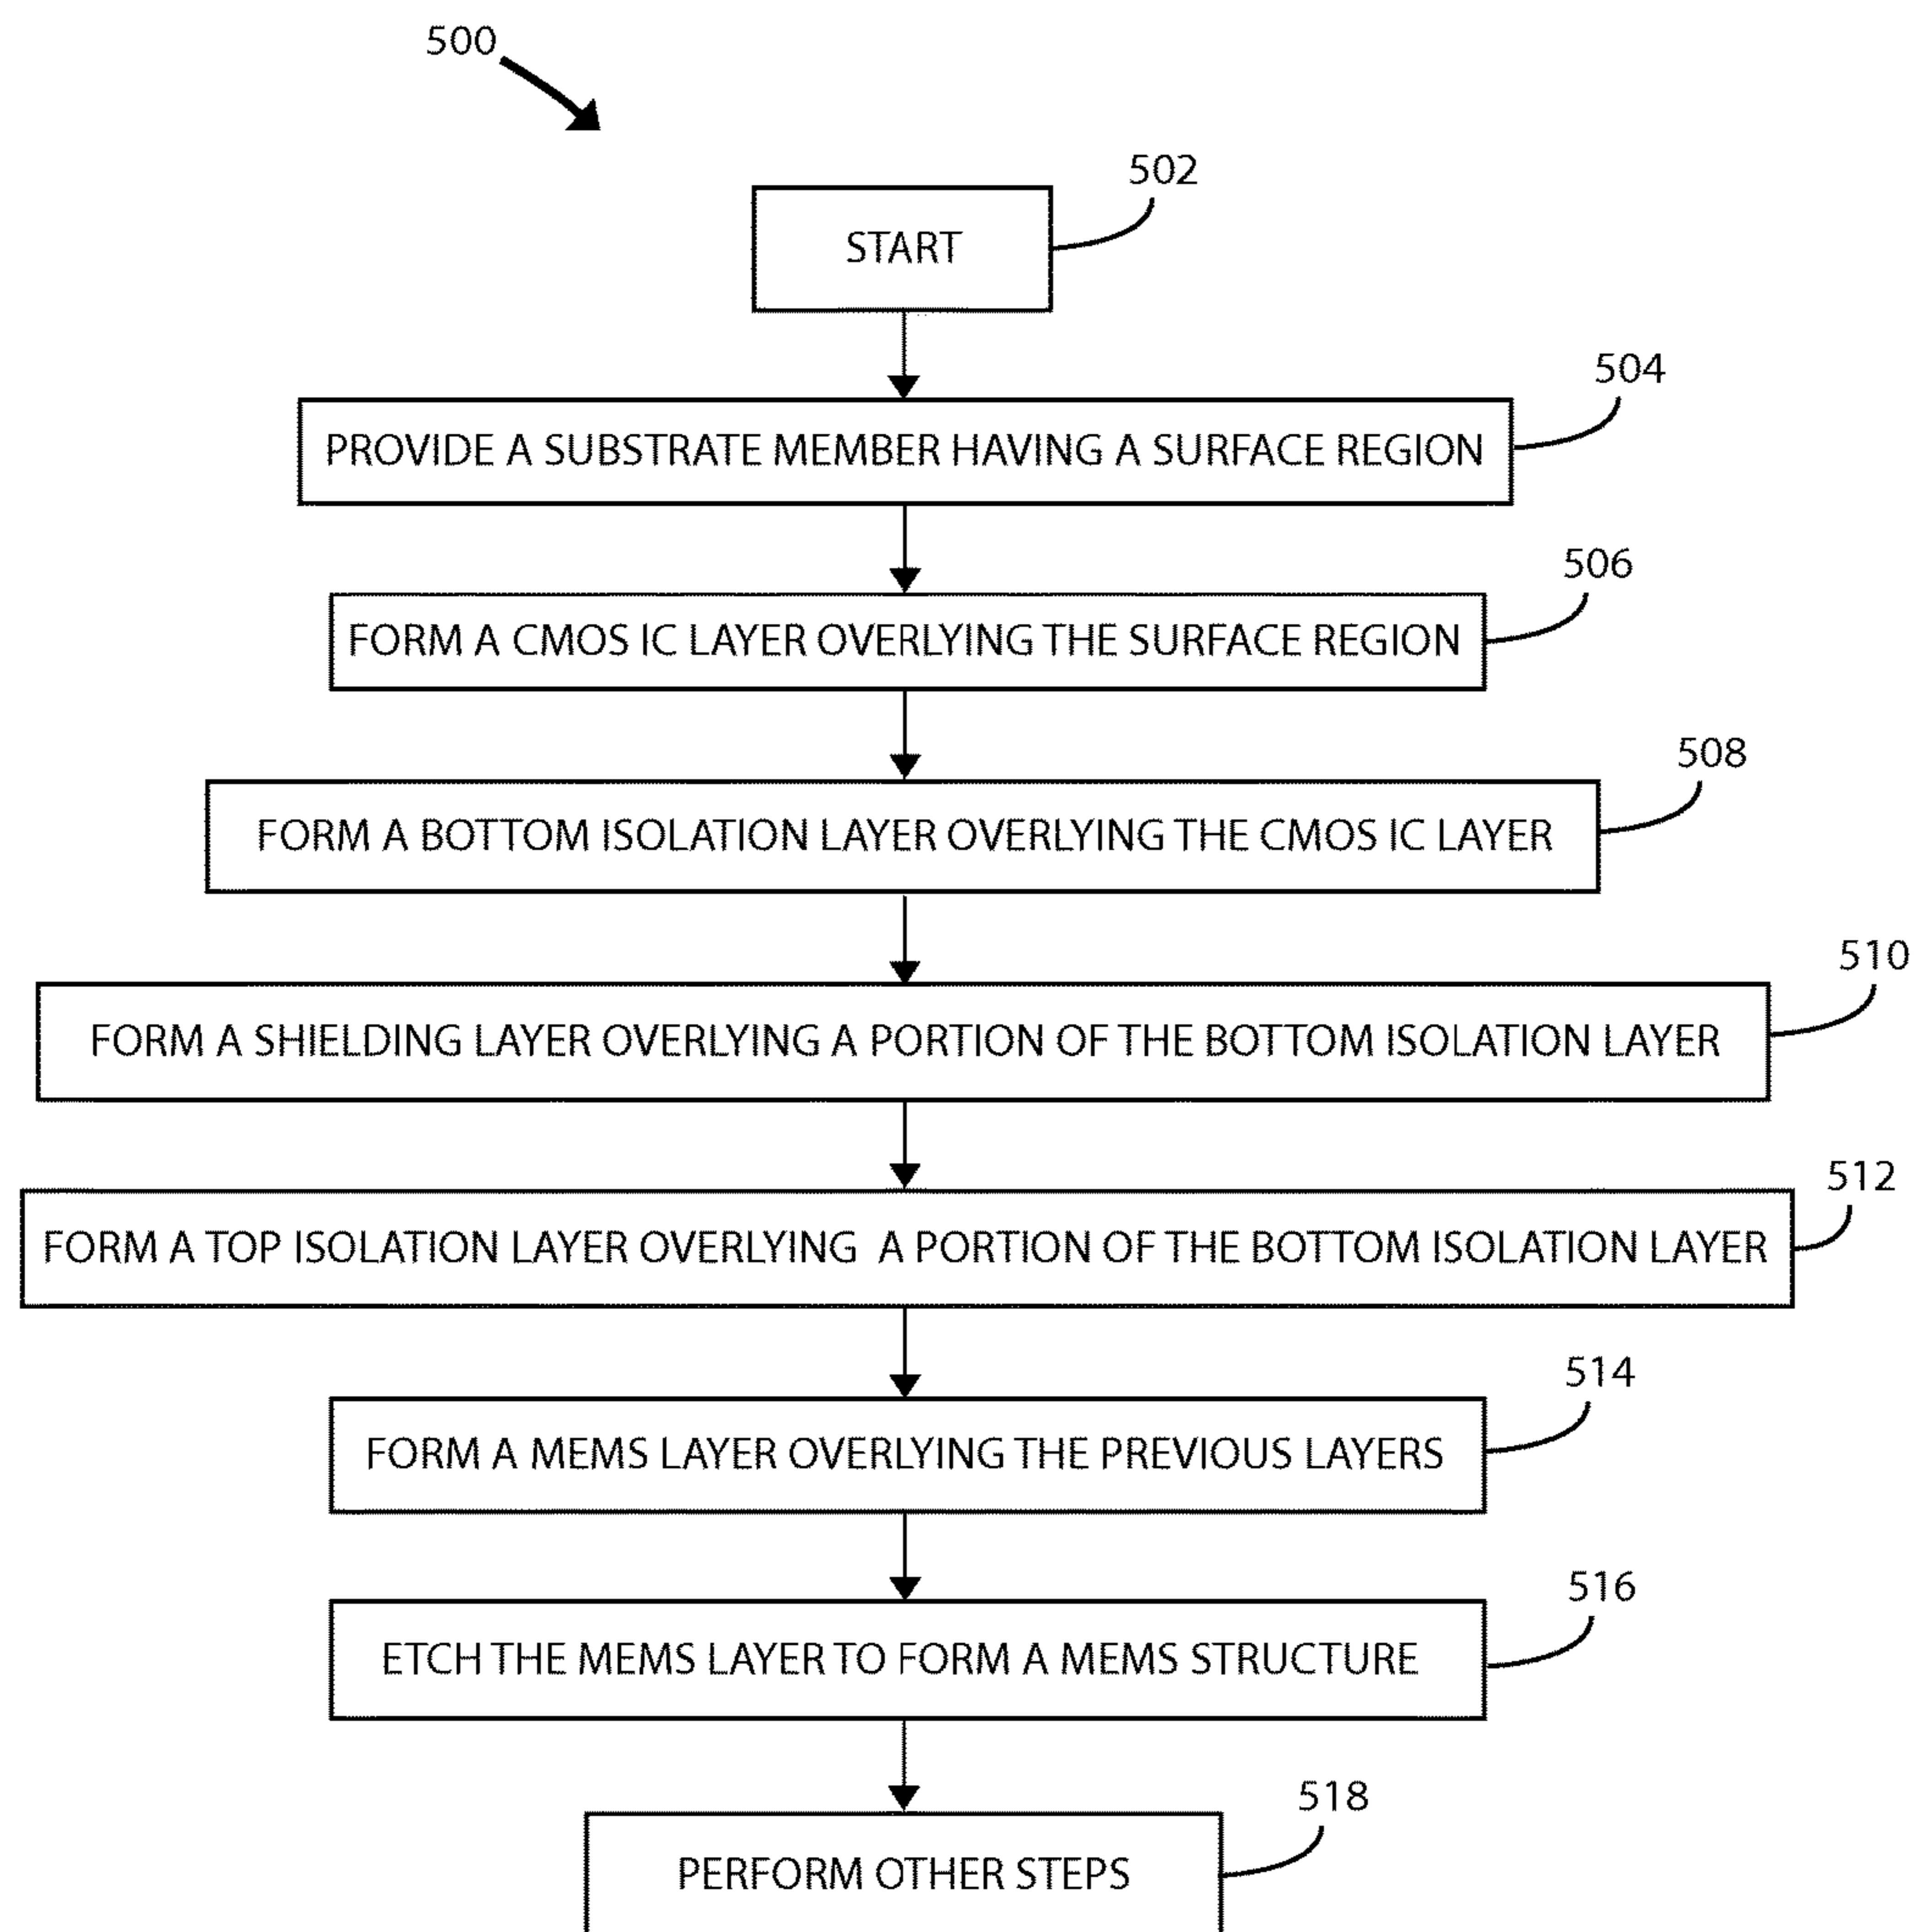 500
502
START
504
PROVIDE A SUBSTRATE MEMBER HAVING A SURFACE REGION
506
FORM A CMOS IC LAYER OVERLYING THE SURFACE REGION
508
FORM A BOTTOM ISOLATION LAYER OVERLYING THE CMOS IC LAYER
510
FORM A SHIELDING LAYER OVERLYING A PORTION OF THE BOTTOM ISOLATION LAYER
512
FORM A TOP ISOLATION LAYER OVERLYING A PORTION OF THE BOTTOM ISOLATION LAYER
514
FORM A MEMS LAYER OVERLYING THE PREVIOUS LAYERS
516
ETCH THE MEMS LAYER TO FORM A MEMS STRUCTURE
518
PERFORM OTHER STEPS